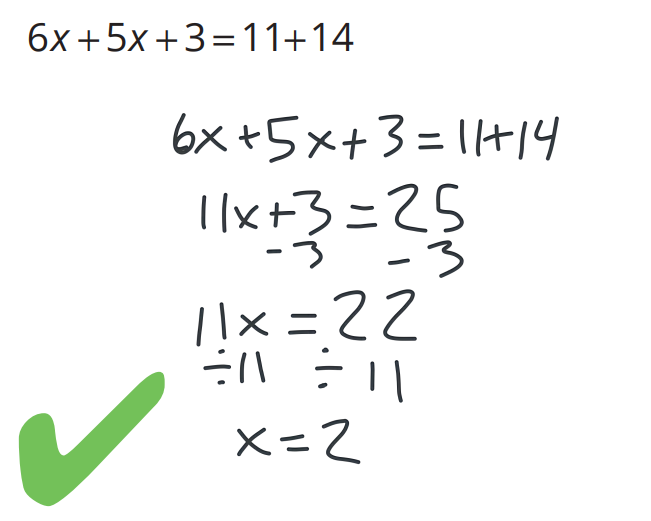 6x+5x+3=11+14
6x+5x+3=11+14
11x+3=25
-3 -3
11x=22
÷11 ÷11
x=2